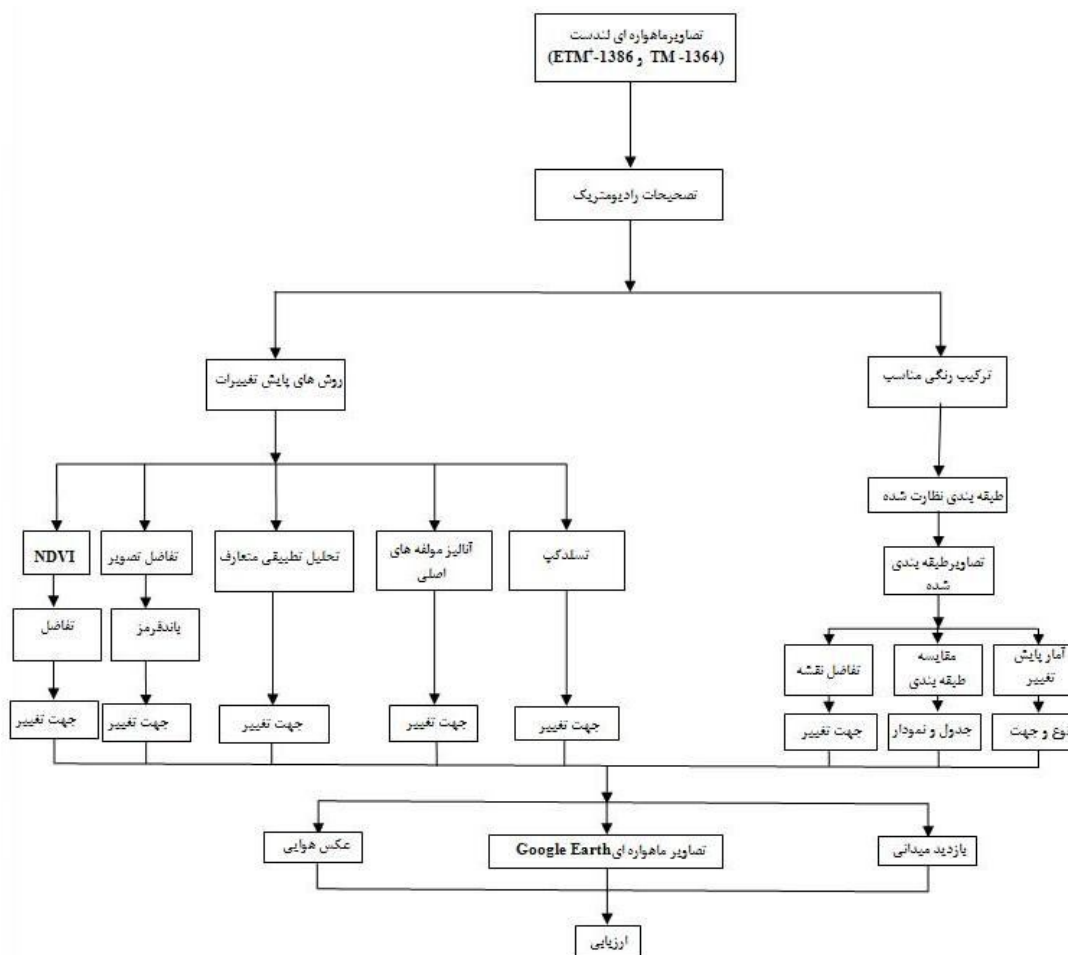 تصاویرماهواره ای لندست
(ETM⁺-1386 و TM -1364)
تصحیحات رادیومتریک
ترکیب رنگی مناسب
روش های پایش تغییرات
طبقه بندی نظارت شده
تصاویرطبقه بندی
شده
تسلدکپ
آنالیز مولفه های
اصلی
تحلیل تطبیقی متعارف
تفاضل تصویر
NDVI
آمار پایش
تغییر
مقایسه
طبقه بندی
تفاضل نقشه
باندقرمز
تفاضل
نوع و جهت
جدول و نمودار
جهت تغییر
جهت تغییر
جهت تغییر
جهت تغییر
جهت تغییر
جهت تغییر
بازدید میدانی
تصاویر ماهواره ای Google Earth
عکس هوایی
ارزیابی